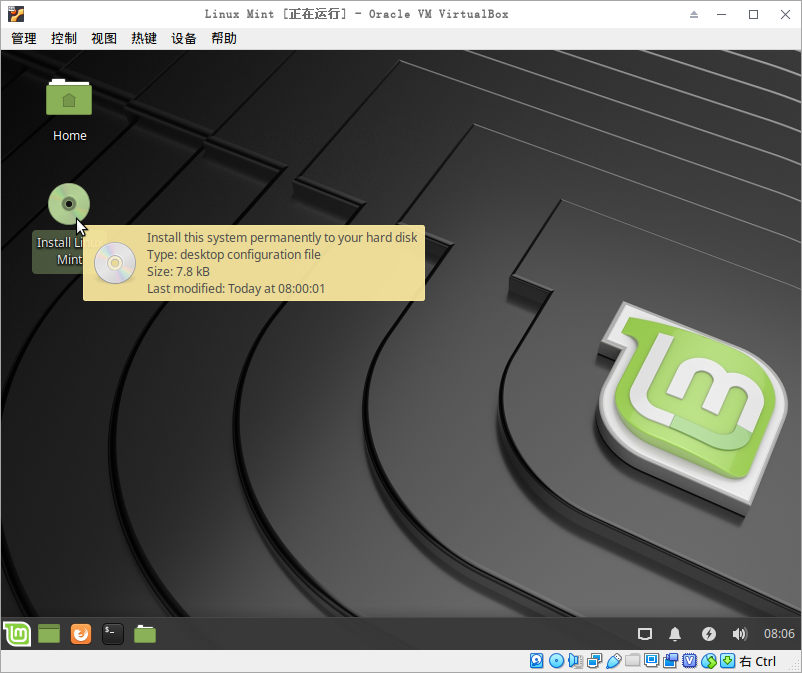 Linux Mint [正在运行] - Oracle VM VirtualBox
管理 控制 视图 热键 设备 帮助
Home
Install Linux
Mint
Install this system permanently to your hard disk
Type: desktop configuration file
Size: 7.8 kB
Last modified: Today at 08:00:01
08:06
右 Ctrl